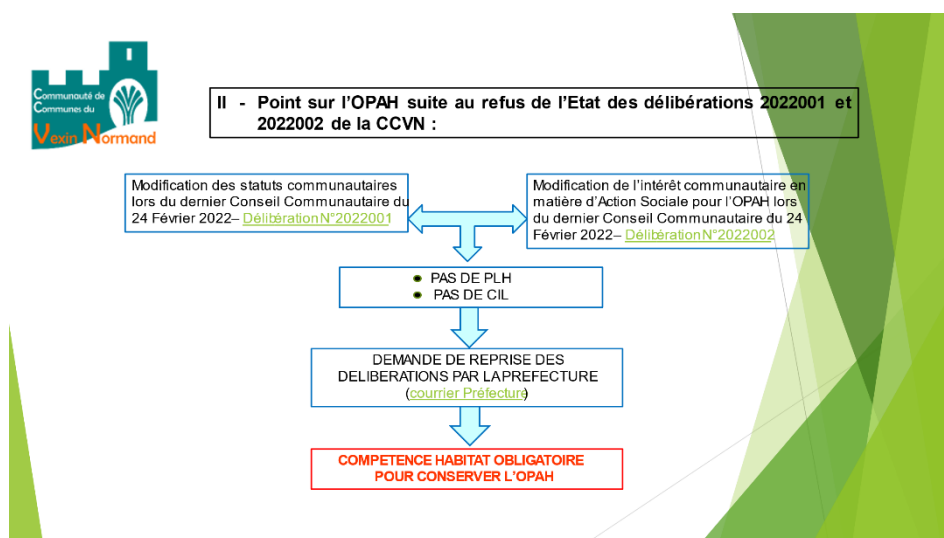 Communauté de
Communes du
Vexin Normand
II - Point sur l'OPAH suite au refus de l'Etat des délibérations 2022001 et
2022002 de la CCVN :
Modification des statuts communautaires
lors du dernier Conseil Communautaire du
24 Février 2022– Délibération N°2022001
Modification de l'intérêt communautaire en
matière d'Action Sociale pour l'OPAH lors
du dernier Conseil Communautaire du 24
Février 2022– Délibération N°2022002
PAS DE PLH
PAS DE CIL
DEMANDE DE REPRISE DES
DELIBERATIONS PAR LA PREFECTURE
(courrier Préfecture)
COMPETENCE HABITAT OBLIGATOIRE
POUR CONSERVER L'OPAH